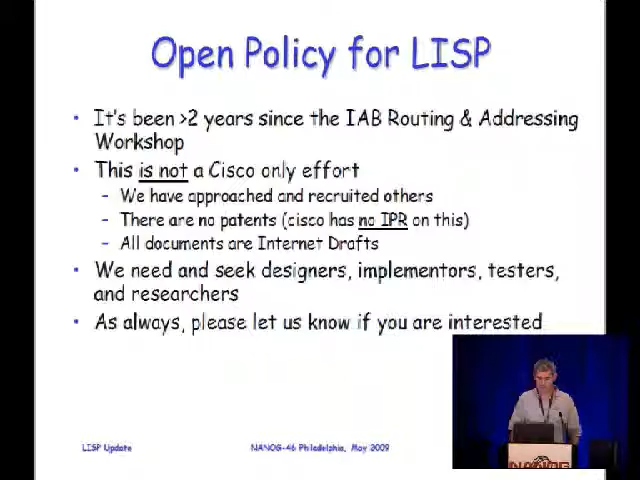 Open Policy for LISP
• It's been >2 years since the IAB Routing & Addressing
Workshop
• This is not a Cisco only effort
– We have approached and recruited others
– There are no patents (cisco has no IPR on this)
– All documents are Internet Drafts
• We need and seek designers, implementors, testers,
and researchers
• As always, please let us know if you are interested
LISP Update
NANOG-46 Philadelphia, May 2009
NANOG